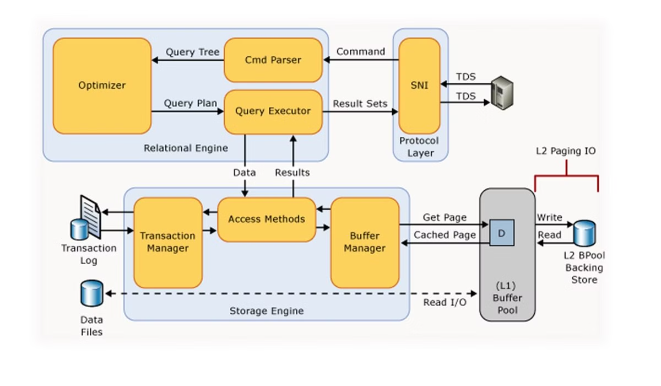 Optimizer
Query Tree
Cmd Parser
Command
SNI
TDS
TDS
Query Plan
Query Executor
Result Sets
Relational Engine
Protocol
Layer
Data
Results
L2 Paging IO
Transaction
Log
Transaction
Manager
Access Methods
Buffer
Manager
Get Page
Cached Page
D
Write
Read
L2 BPool
Backing
Store
(L1)
Buffer
Pool
Read I/O
Storage Engine
Data
Files